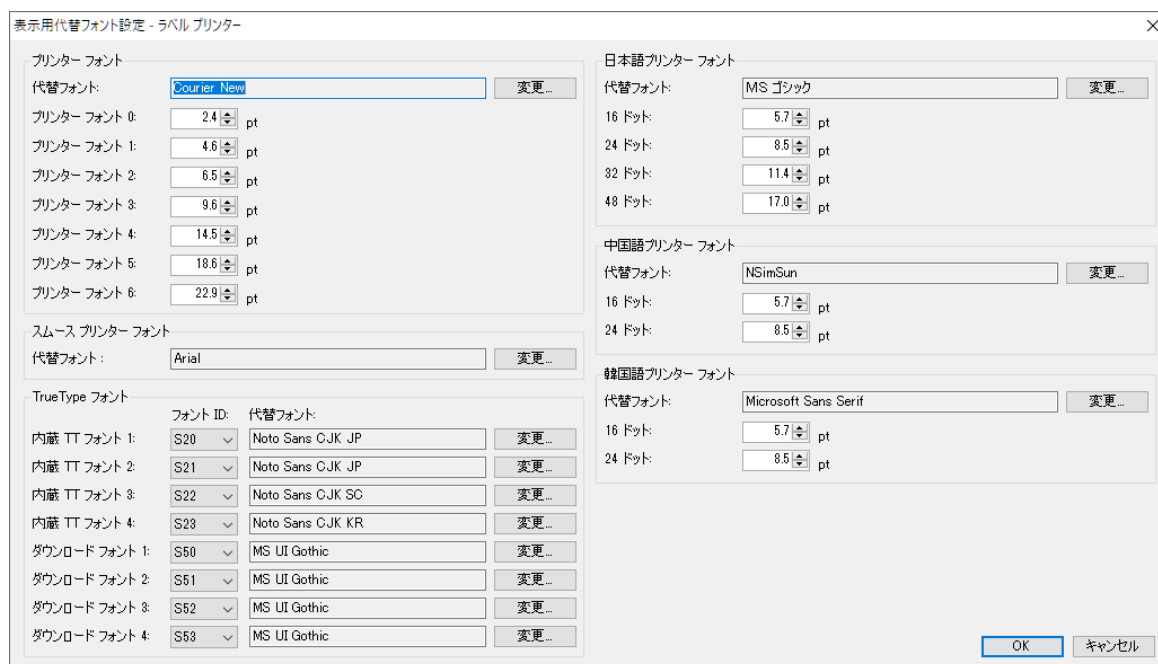 表示用代替フォント設定 - ラベル プリンター
プリンター フォント
代替フォント: Courier New 変更...
プリンター フォント 0: 2.4 pt
プリンター フォント 1: 4.6 pt
プリンター フォント 2: 6.5 pt
プリンター フォント 3: 9.6 pt
プリンター フォント 4: 14.5 pt
プリンター フォント 5: 18.6 pt
プリンター フォント 6: 22.9 pt
スムース プリンター フォント
代替フォント : Arial 変更...
TrueType フォント
フォント ID: 代替フォント:
内蔵 TT フォント 1: S20 Noto Sans CJK JP 変更...
内蔵 TT フォント 2: S21 Noto Sans CJK JP 変更...
内蔵 TT フォント 3: S22 Noto Sans CJK SC 変更...
内蔵 TT フォント 4: S23 Noto Sans CJK KR 変更...
ダウンロード フォント 1: S50 MS UI Gothic 変更...
ダウンロード フォント 2: S51 MS UI Gothic 変更...
ダウンロード フォント 3: S52 MS UI Gothic 変更...
ダウンロード フォント 4: S53 MS UI Gothic 変更...
日本語プリンター フォント
代替フォント: MS ゴシック 変更...
16 ドット: 5.7 pt
24 ドット: 8.5 pt
32 ドット: 11.4 pt
48 ドット: 17.0 pt
中国語プリンター フォント
代替フォント: NSimSun 変更...
16 ドット: 5.7 pt
24 ドット: 8.5 pt
韓国語プリンター フォント
代替フォント: Microsoft Sans Serif 変更...
16 ドット: 5.7 pt
24 ドット: 8.5 pt
OK キャンセル